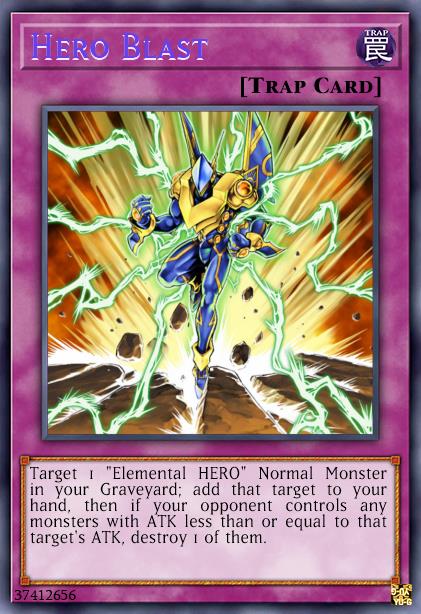 Hero Blast
TRAP
罠
[Trap Card]
Target 1 "Elemental HERO" Normal Monster
in your Graveyard; add that target to your
hand, then if your opponent controls any
monsters with ATK less than or equal to that
target's ATK, destroy 1 of them.
37412656